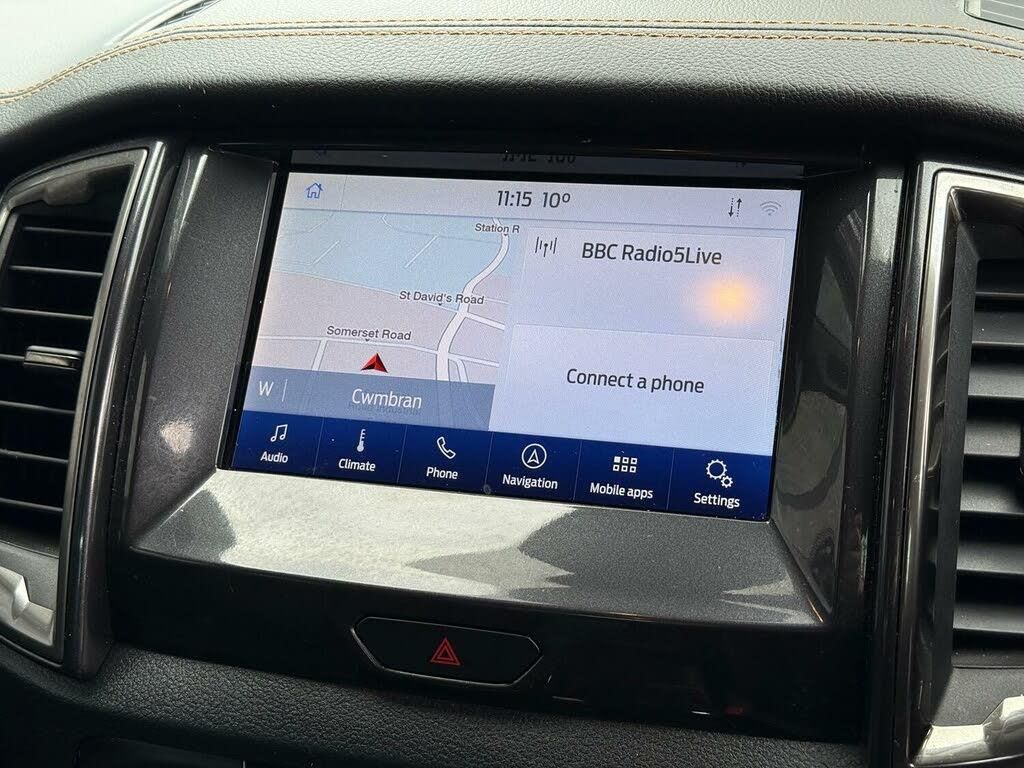 11:15 10°
Station R
BBC Radio5Live
St David's Road
Somerset Road
Connect a phone
W
Cwmbran
Audio
Climate
Phone
Navigation
Mobile apps
Settings